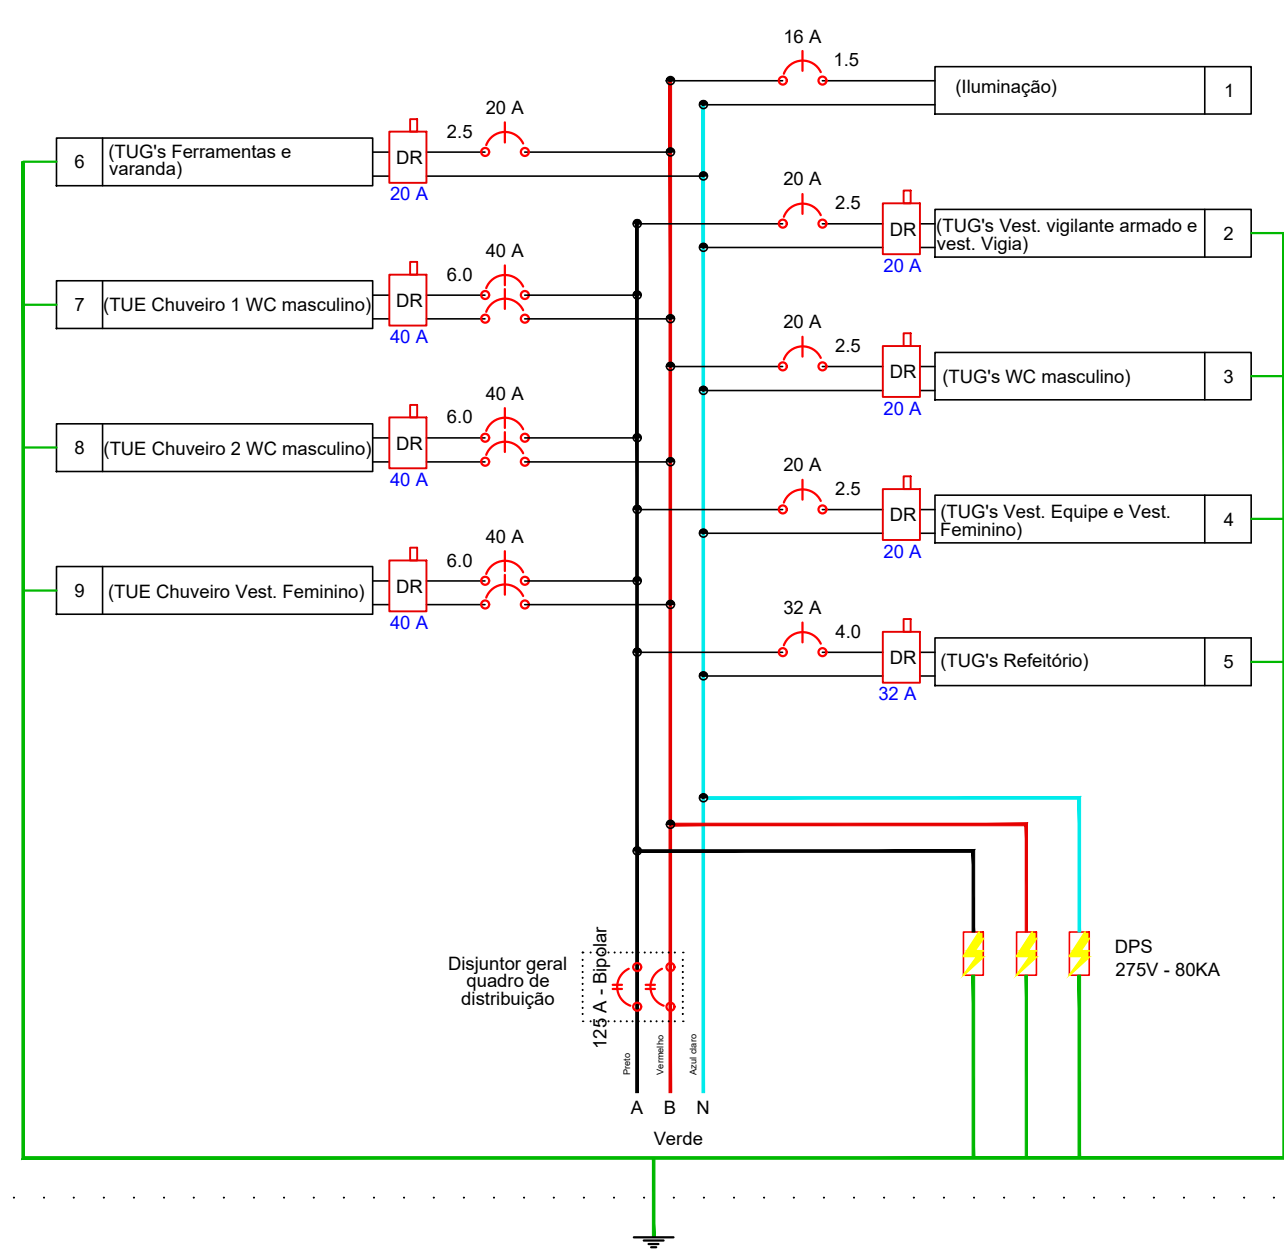 16 A
1.5
(Iluminação)
1
20 A
2.5
6
(TUG's Ferramentas e
varanda)
DR
20 A
20 A
2.5
DR
20 A
(TUG's Vest. vigilante armado e
vest. Vigia)
2
40 A
6.0
7
(TUE Chuveiro 1 WC masculino)
DR
40 A
20 A
2.5
DR
20 A
(TUG's WC masculino)
3
40 A
6.0
8
(TUE Chuveiro 2 WC masculino)
DR
40 A
20 A
2.5
DR
20 A
(TUG's Vest. Equipe e Vest.
Feminino)
4
40 A
6.0
9
(TUE Chuveiro Vest. Feminino)
DR
40 A
32 A
4.0
DR
32 A
(TUG's Refeitório)
5
Disjuntor geral
quadro de
distribuição
125 A - Bipolar
DPS
275V - 80KA
Preto
Vermelho
Azul claro
A
B
N
Verde